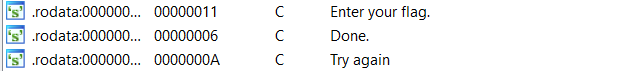 's' .rodata:000000... 00000011 C Enter your flag.
's' .rodata:000000... 00000006 C Done.
's' .rodata:000000... 0000000A C Try again